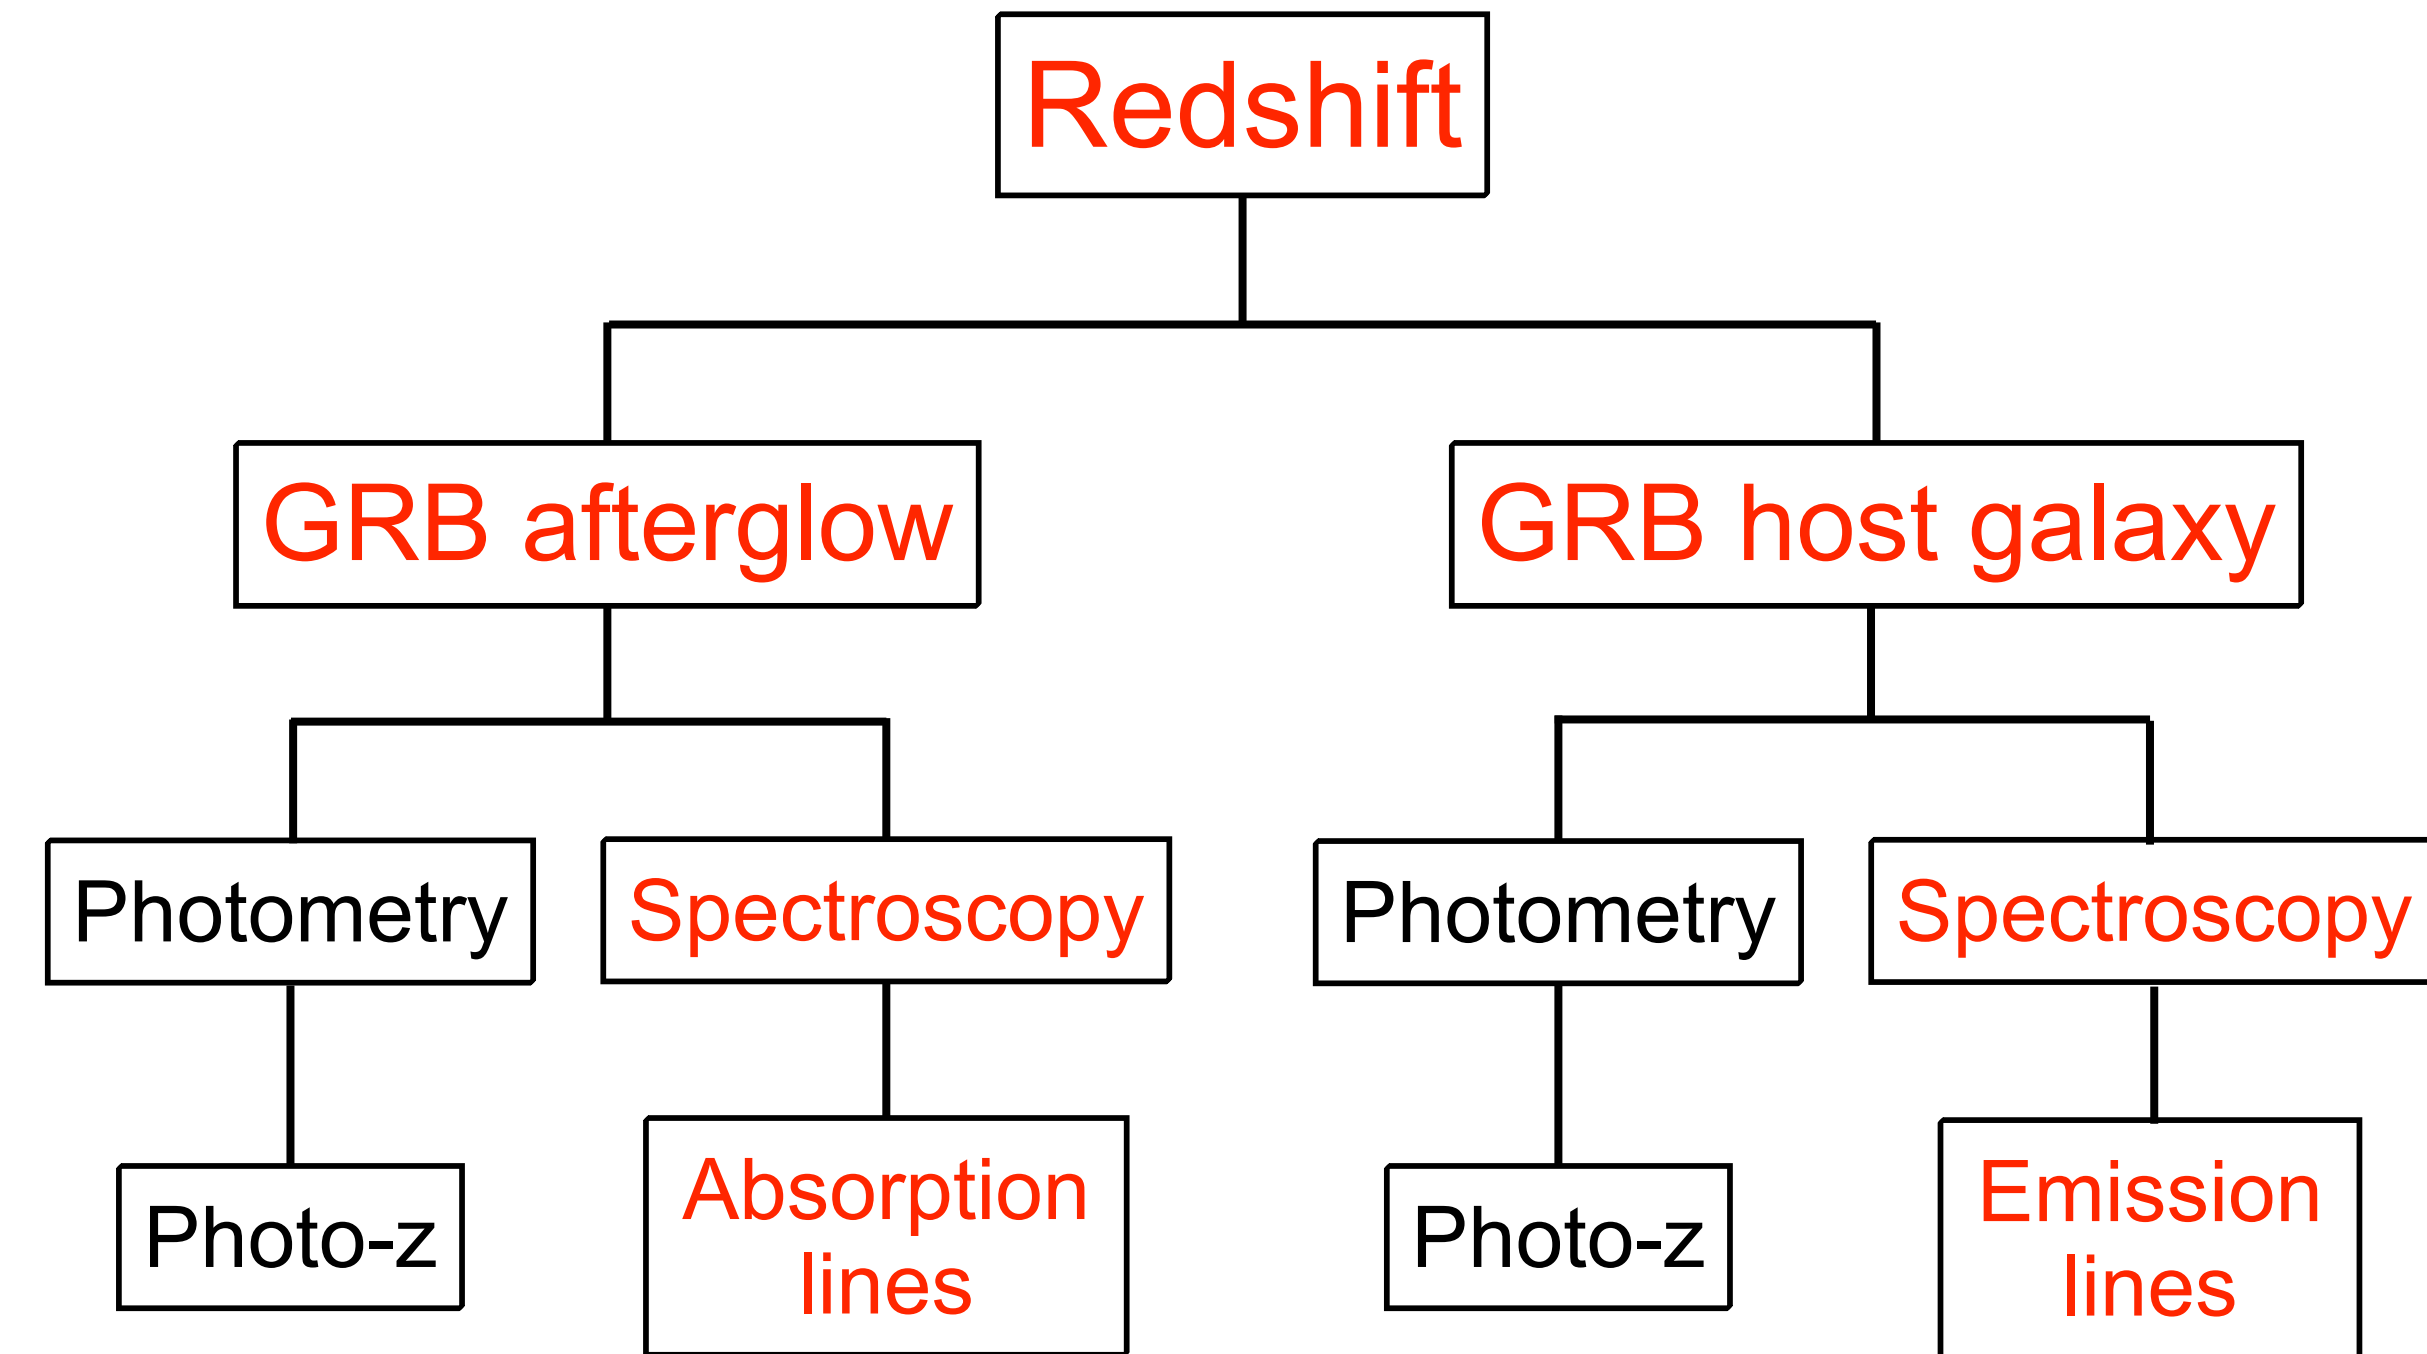 Redshift
GRB afterglow
GRB host galaxy
Photometry
Spectroscopy
Photometry
Spectroscopy
Photo-z
Absorption
lines
Photo-z
Emission
lines